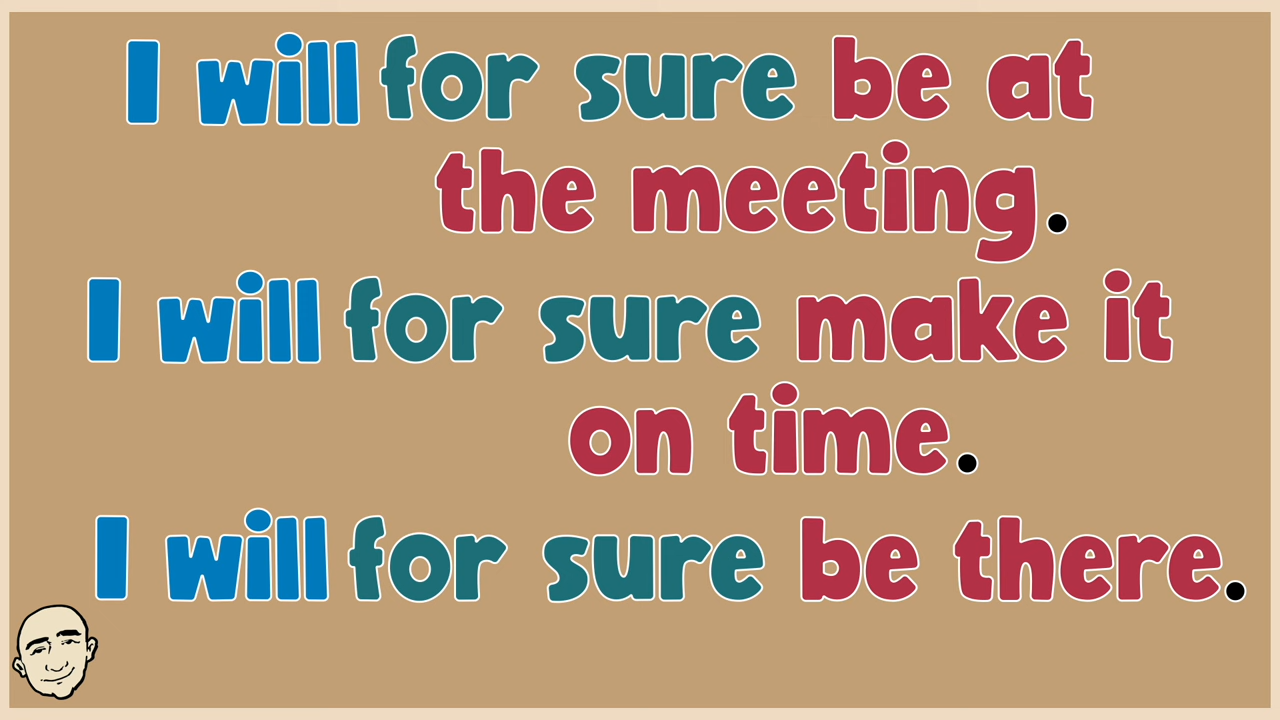 I will for sure be at
the meeting.
I will for sure make it
on time.
I will for sure be there.